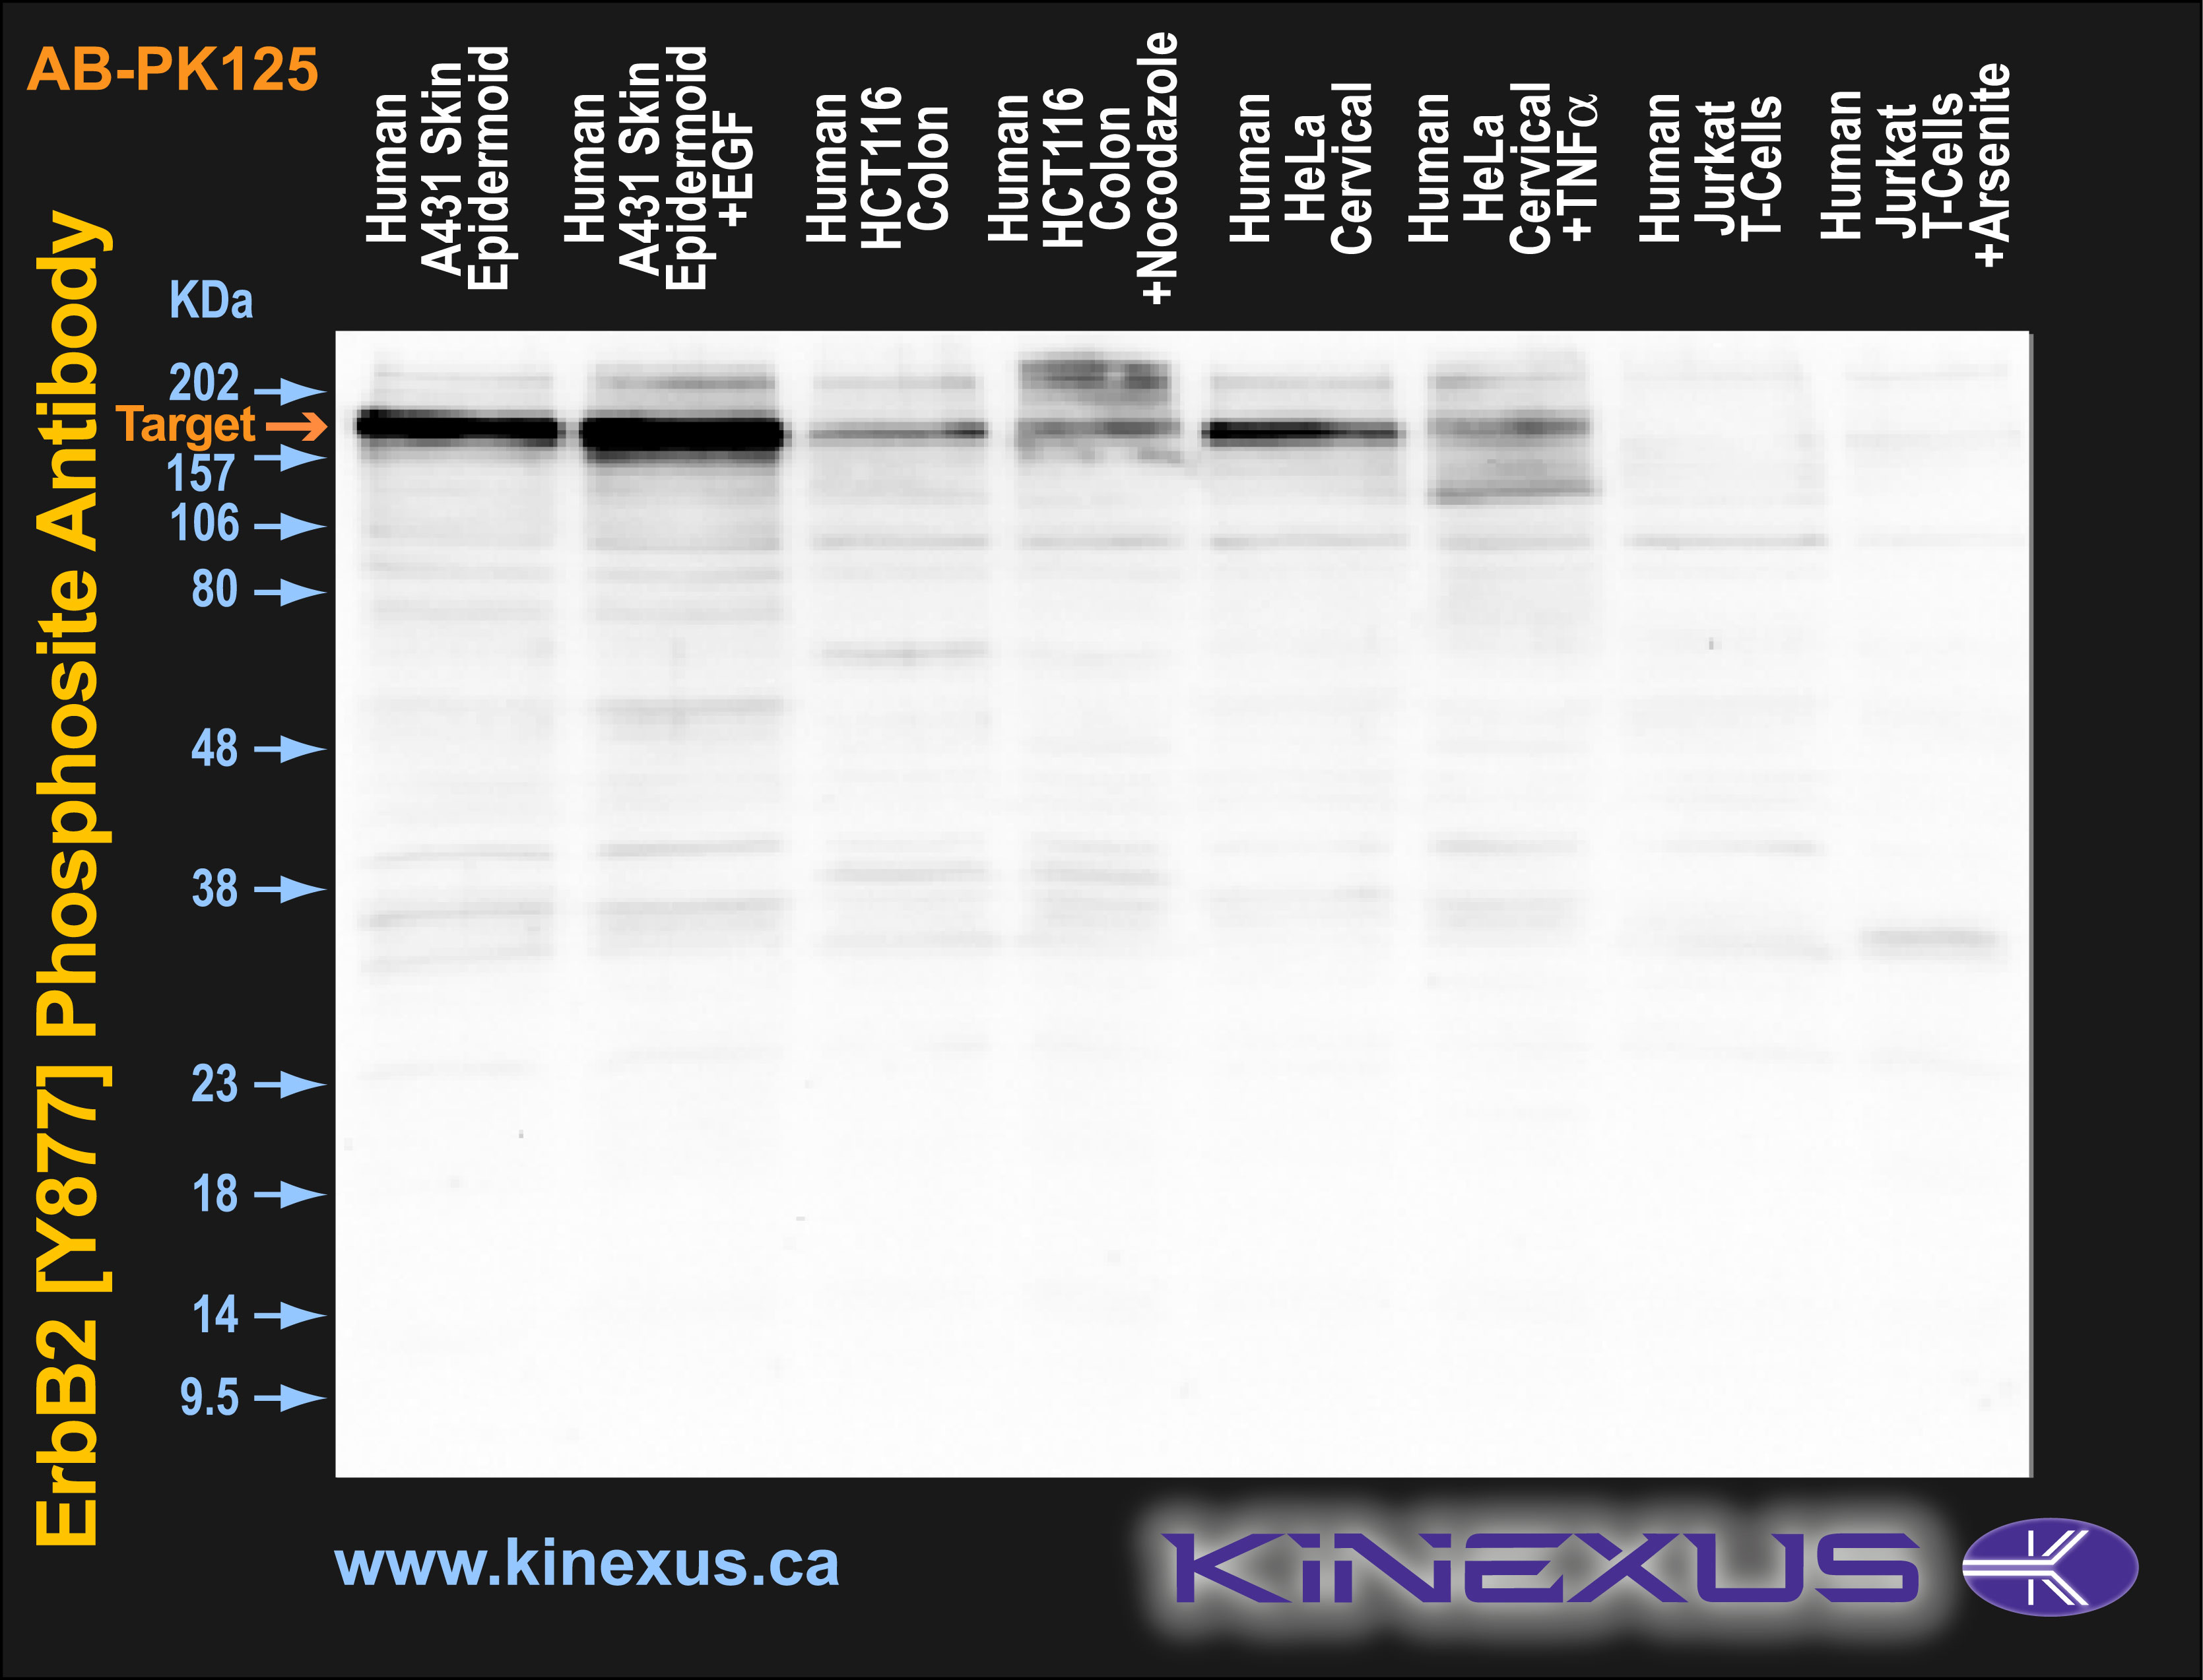 AB-PK125
Human
A431 Skin
Epidermoid
Human
A431 Skin
Epidermoid
+EGF
Human
HCT116
Colon
Human
HCT116
Colon
+Nocodazole
Human
HeLa
Cervical
Human
HeLa
Cervical
+TNFα
Human
Jurkat
T-Cells
Human
Jurkat
T-Cells
+Arsenite
ErbB2 [Y877] Phosphosite Antibody
KDa
202
Target
157
106
80
48
38
23
18
14
9.5
www.kinexus.ca
KiNEXUS